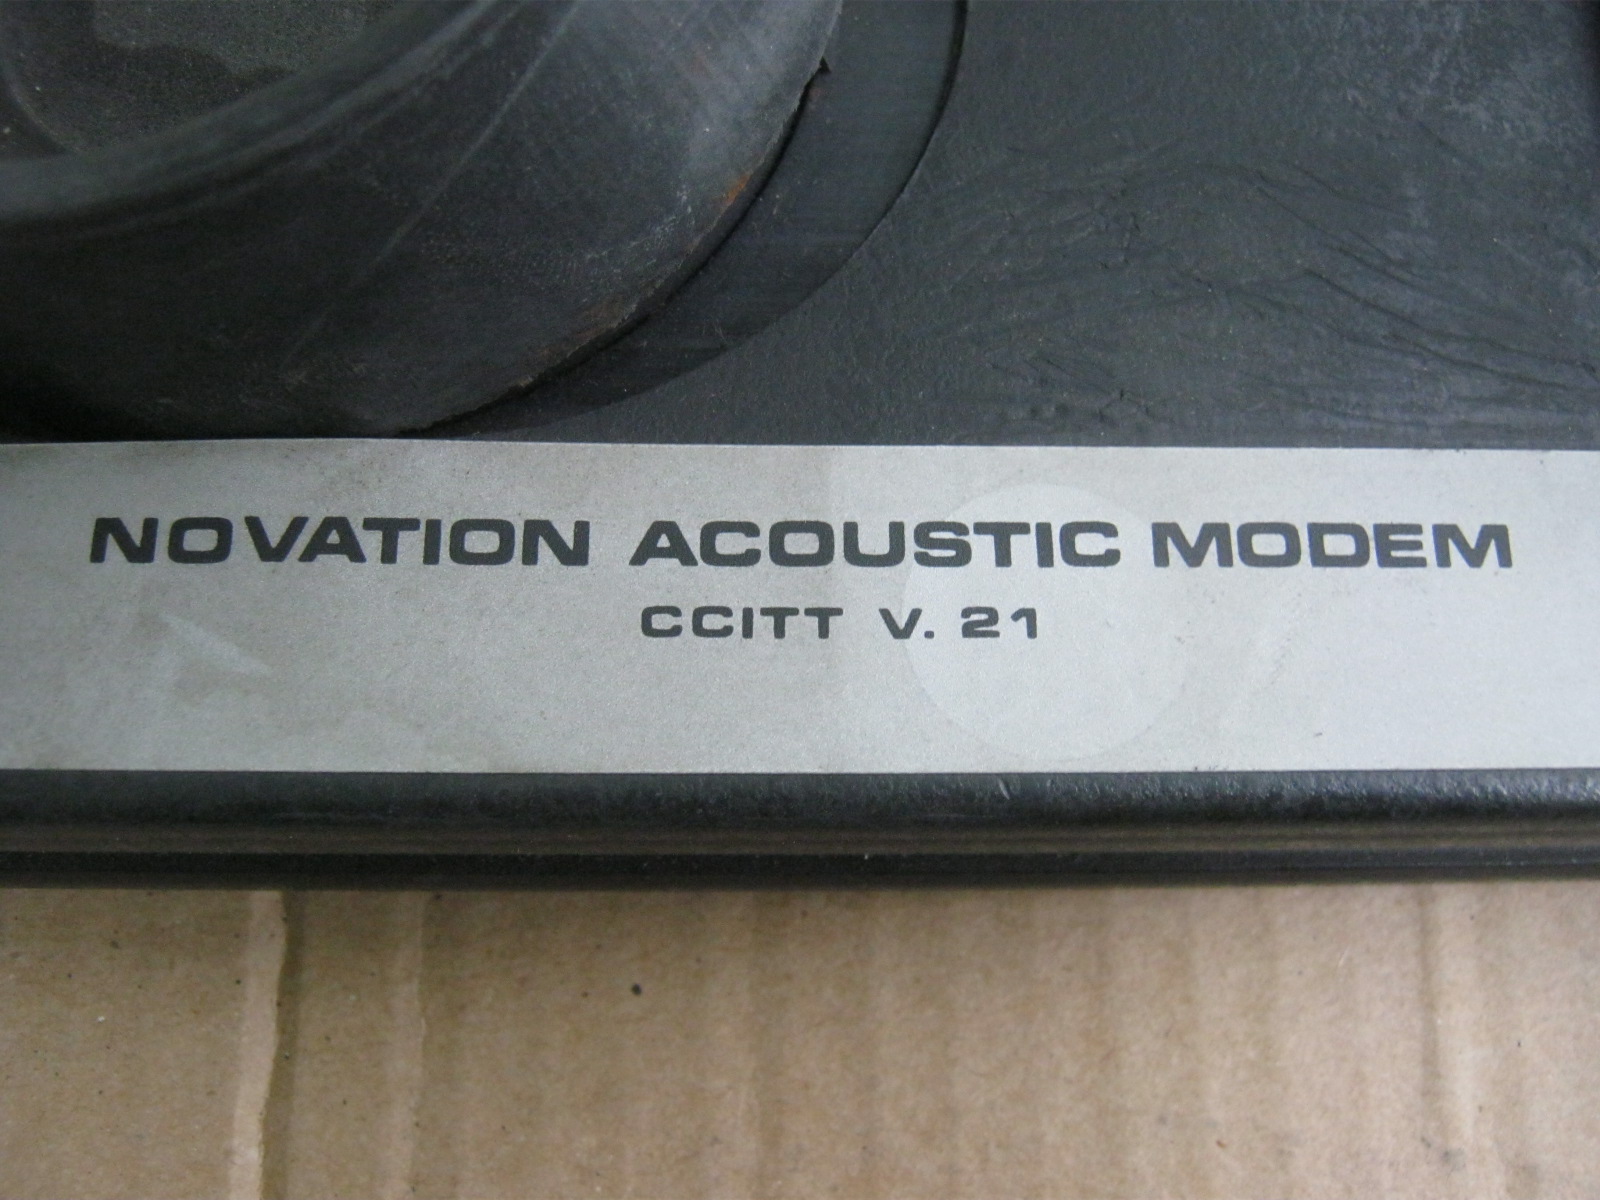 NOVATION ACOUSTIC MODEM
CCITT V. 21